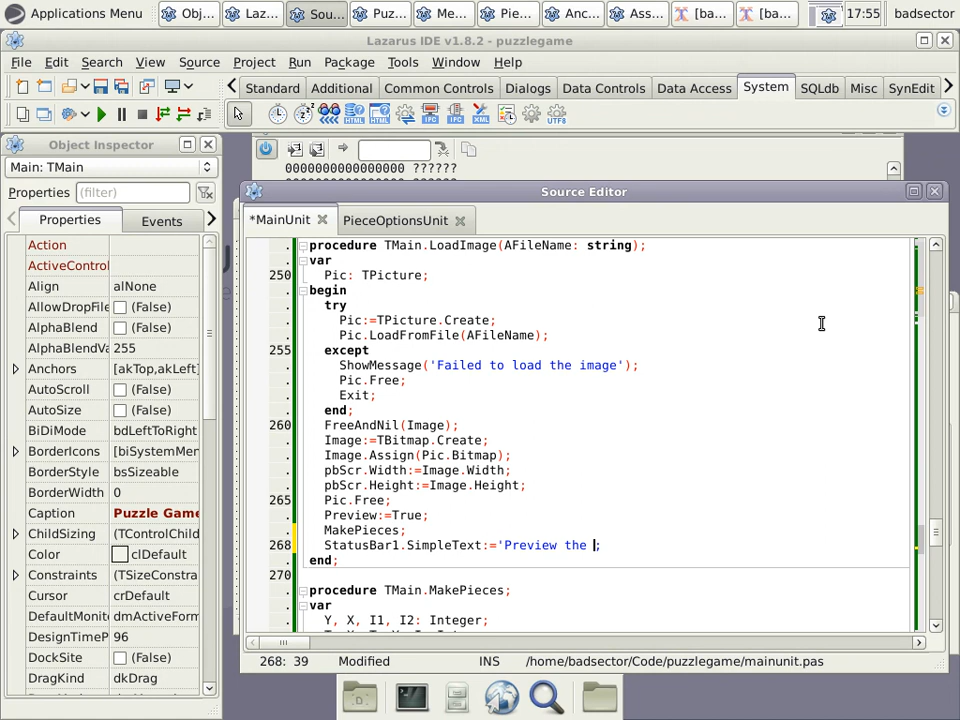 Applications Menu Obj... Laz... Sou... Puz... Me... Pie... Anc... Ass... [ba... [ba... 17:55 badsector
Lazarus IDE v1.8.2 - puzzlegame
File Edit Search View Source Project Run Package Tools Window Help
Standard Additional Common Controls Dialogs Data Controls Data Access System SQLdb Misc SynEdit
Object Inspector
Main: TMain
Properties (filter)
Properties Events
Action
ActiveControl
Align alNone
AllowDropFile (False)
AlphaBlend (False)
AlphaBlendVa 255
Anchors [akTop,akLeft]
AutoScroll (False)
AutoSize (False)
BiDiMode bdLeftToRight
BorderIcons [biSystemMen
BorderStyle bsSizeable
BorderWidth 0
Caption Puzzle Game
ChildSizing (TControlChild
Color clDefault
Constraints (TSizeConstra
Cursor crDefault
DefaultMonit dmActiveForm
DesignTimeP 96
DockSite (False)
DragKind dkDrag
0000000000000000 ??????
Source Editor
*MainUnit PieceOptionsUnit
procedure TMain.LoadImage(AFileName: string);
var
250 Pic: TPicture;
begin
try
Pic:=TPicture.Create;
Pic.LoadFromFile(AFileName);
255 except
ShowMessage('Failed to load the image');
Pic.Free;
Exit;
end;
260 FreeAndNil(Image);
Image:=TBitmap.Create;
Image.Assign(Pic.Bitmap);
pbScr.Width:=Image.Width;
pbScr.Height:=Image.Height;
265 Pic.Free;
Preview:=True;
MakePieces;
268 StatusBar1.SimpleText:='Preview the ;
end;
270
procedure TMain.MakePieces;
var
Y, X, I1, I2: Integer;
268: 39 Modified INS /home/badsector/Code/puzzlegame/mainunit.pas